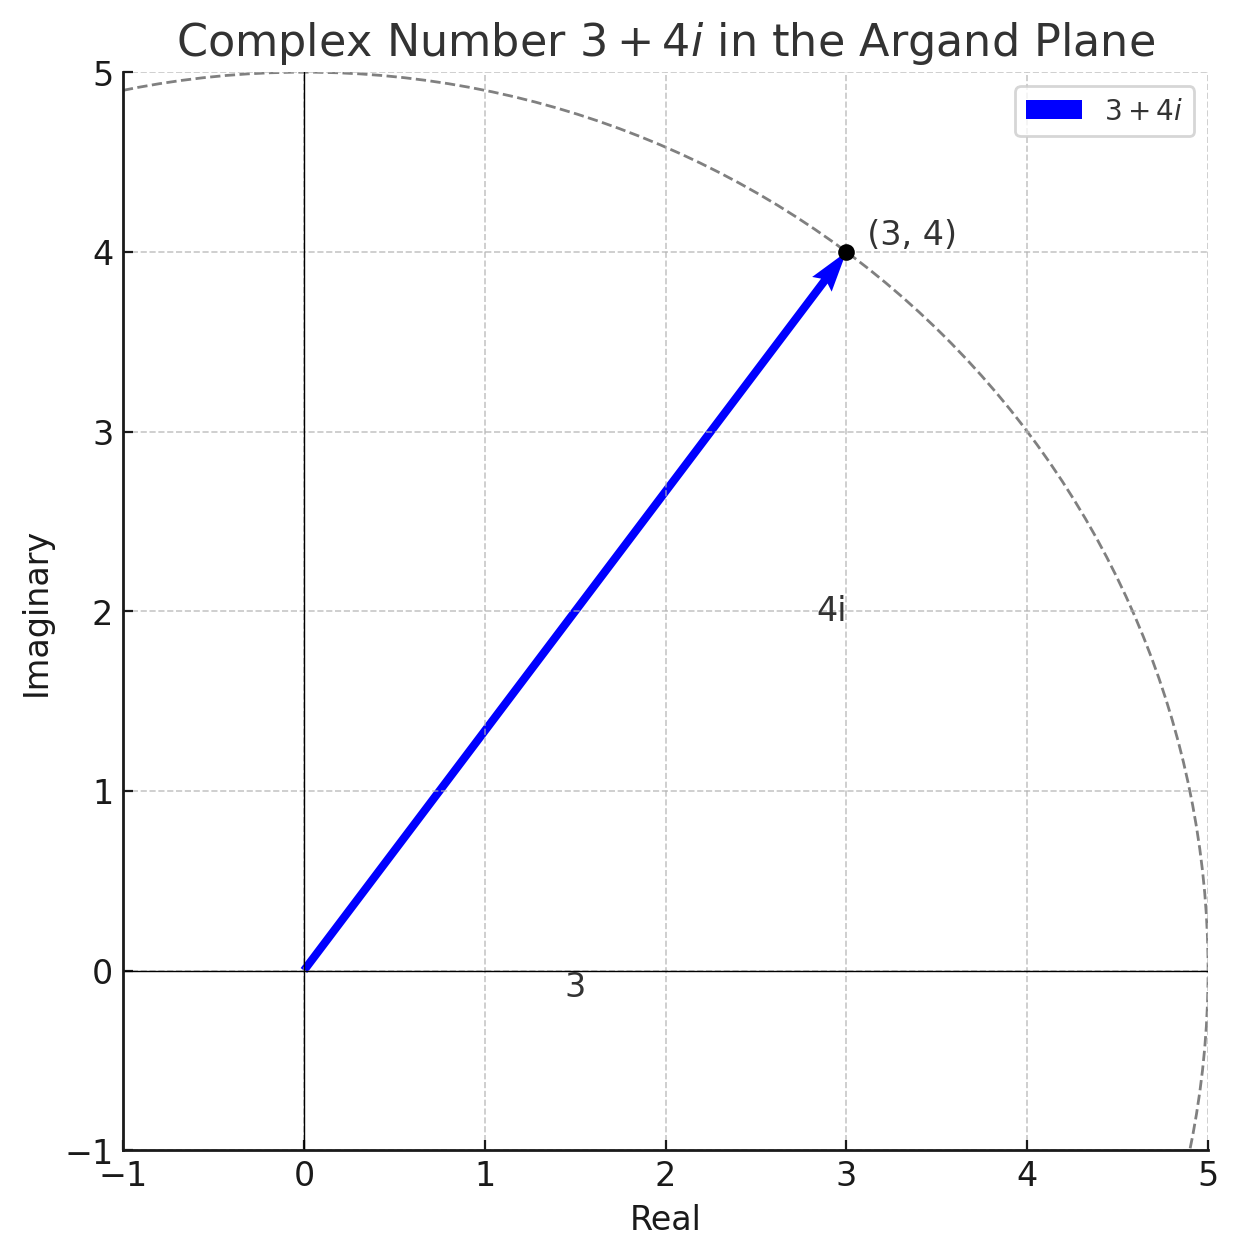 Complex Number 3 + 4i in the Argand Plane
3 + 4i
(3, 4)
4i
3
Imaginary
5
4
3
2
1
0
−1
−1 0 1 2 3 4 5
Real